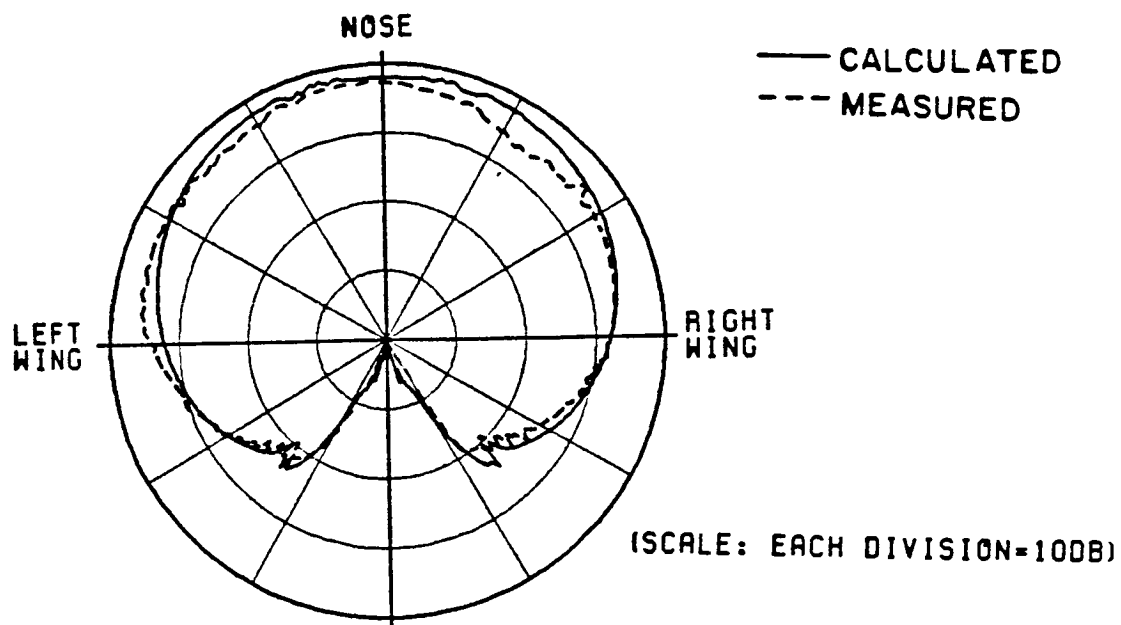 NOSE
CALCULATED
MEASURED
LEFT
WING
RIGHT
WING
(SCALE: EACH DIVISION=10DB)